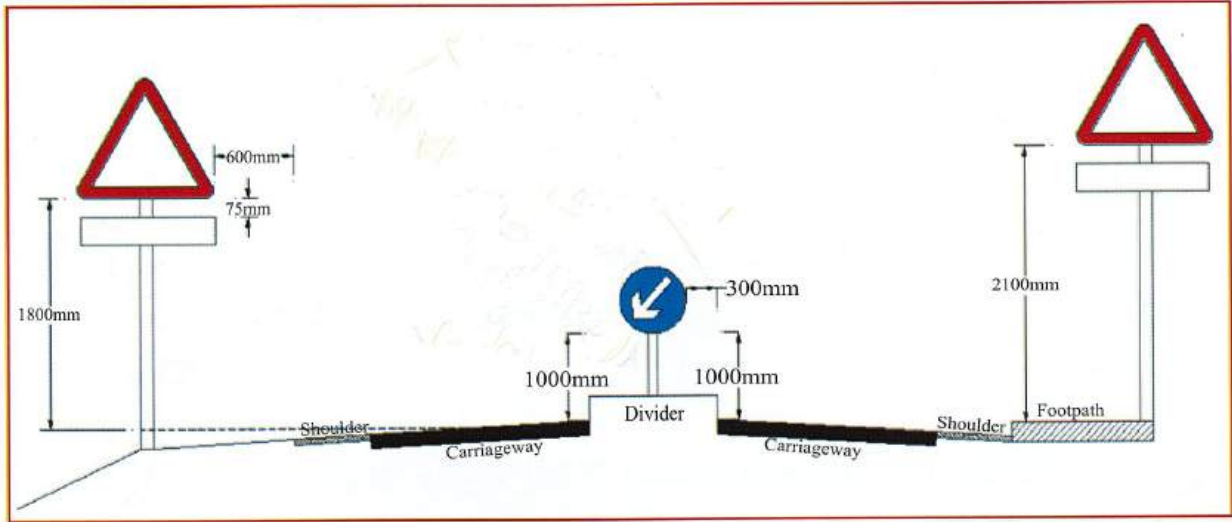 600mm
75mm
1800mm
300mm
2100mm
1000mm
1000mm
Divider
Shoulder
Carriageway
Carriageway
Shoulder
Footpath